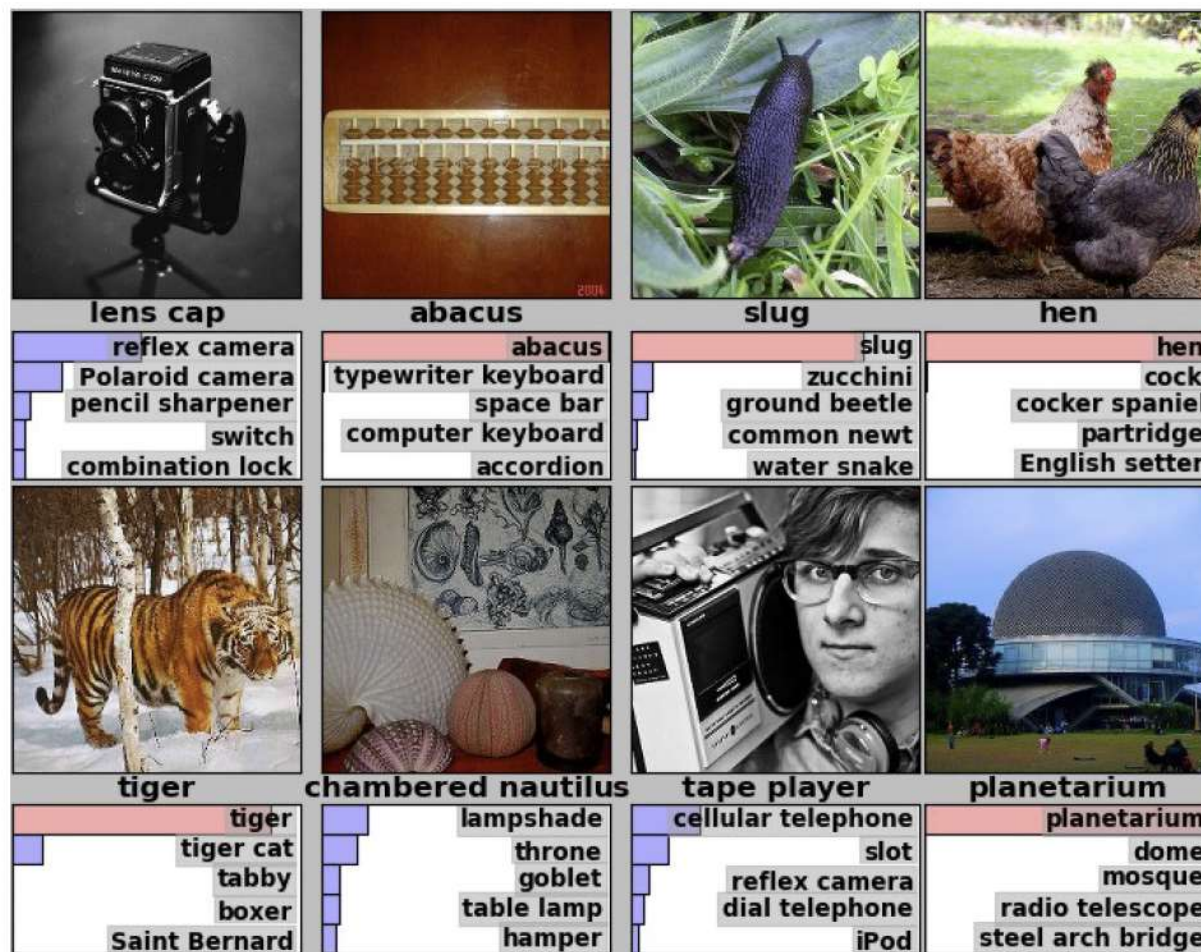 MAMIYA C220
2004
lens cap
abacus
slug
hen
reflex camera
Polaroid camera
pencil sharpener
switch
combination lock
abacus
typewriter keyboard
space bar
computer keyboard
accordion
slug
zucchini
ground beetle
common newt
water snake
hen
cock
cocker spaniel
partridge
English setter
tiger
chambered nautilus
tape player
planetarium
tiger
tiger cat
tabby
boxer
Saint Bernard
lampshade
throne
goblet
table lamp
hamper
cellular telephone
slot
reflex camera
dial telephone
iPod
planetarium
dome
mosque
radio telescope
steel arch bridge